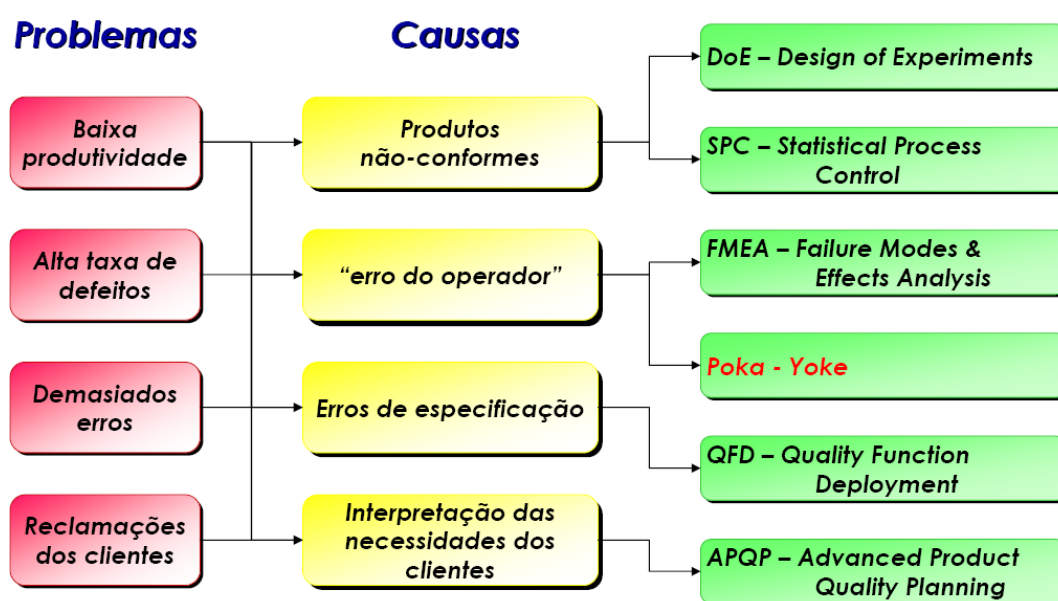 Problemas
Causas
Baixa
produtividade
Alta taxa de
defeitos
Demasiados
erros
Reclamações
dos clientes
Produtos
não-conformes
“erro do operador”
Erros de especificação
Interpretação das
necessidades dos
clientes
DoE – Design of Experiments
SPC – Statistical Process
Control
FMEA – Failure Modes &
Effects Analysis
Poka - Yoke
QFD – Quality Function
Deployment
APQP – Advanced Product
Quality Planning